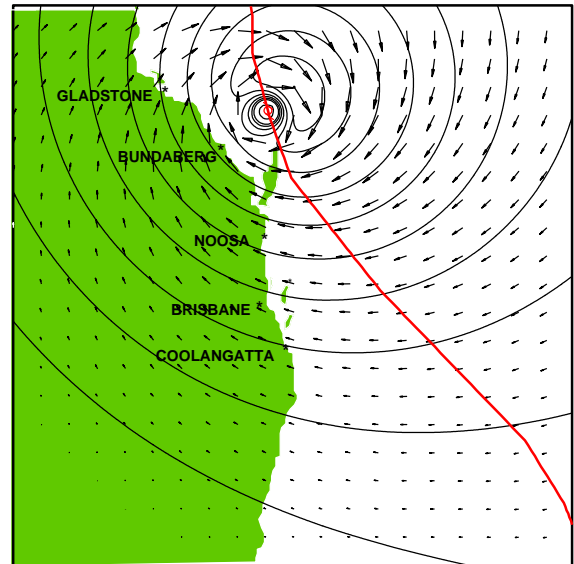 GLADSTONE *
BUNDABERG *
NOOSA *
BRISBANE *
COOLANGATTA *